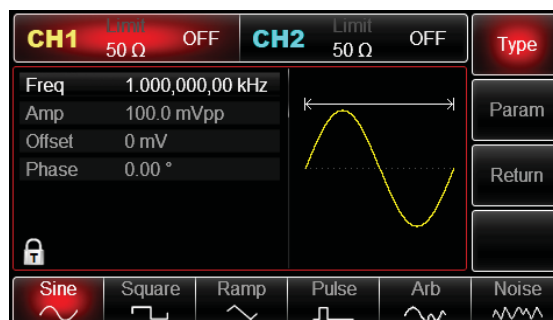 CH1 Limit 50 Ω OFF CH2 Limit 50 Ω OFF Type
Freq 1.000,000,00 kHz
Amp 100.0 mVpp
Param
Offset 0 mV
Phase 0.00 °
Return
T
Sine Square Ramp Pulse Arb Noise